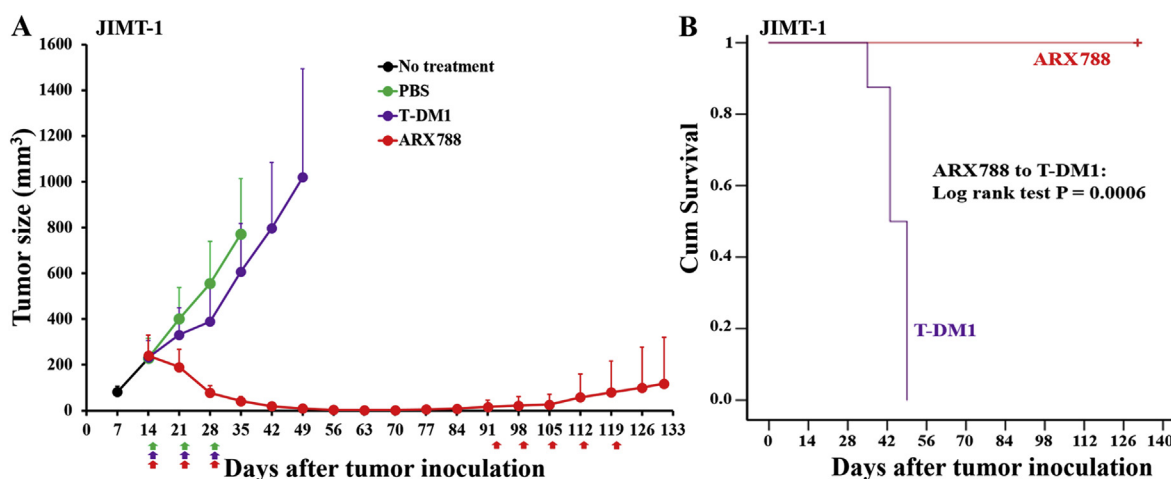 A
JIMT-1
Tumor size (mm³)
1600
1400
1200
1000
800
600
400
200
0
No treatment
PBS
T-DM1
ARX788
0 7 14 21 28 35 42 49 56 63 70 77 84 91 98 105 112 119 126 133
Days after tumor inoculation
B
JIMT-1
Cum Survival
1
0.8
0.6
0.4
0.2
0.0
ARX788
ARX788 to T-DM1:
Log rank test P = 0.0006
T-DM1
0 14 28 42 56 70 84 98 112 126 140
Days after tumor inoculation